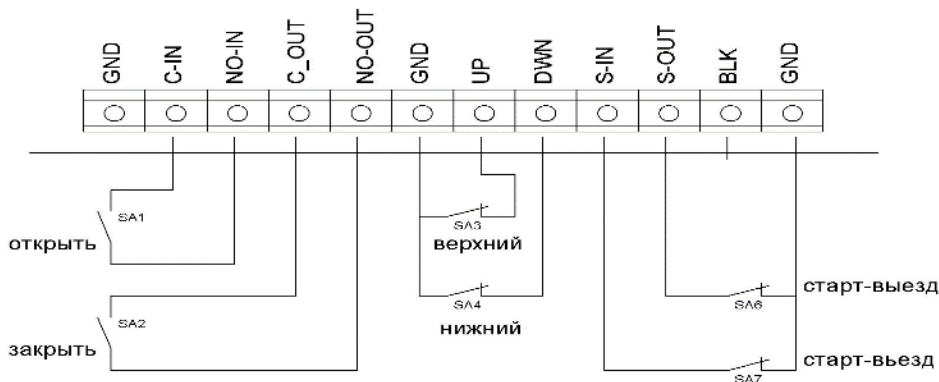 GND
C-IN
NO-IN
C_OUT
NO-OUT
GND
UP
DWN
S-IN
S-OUT
BLK
GND
SA1
открыть
SA3
верхний
SA2
закрыть
SA4
нижний
SA6
старт-выезд
SA7
старт-вьезд